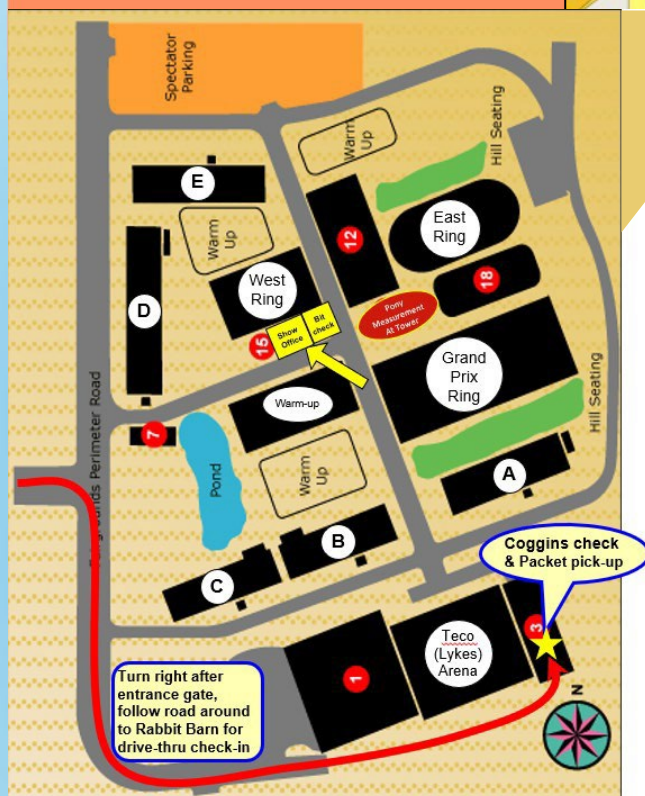 Spectator
Parking
E
Warm
Up
Hill Seating
Warm
Up
12
East
Ring
D
West
Ring
18
15
Show
Office
Bit
check
Pony
Measurement
At Tower
Grand
Prix
Ring
Fairgrounds Perimeter Road
7
Warm-up
Pond
Warm
Up
Hill Seating
A
B
C
Coggins check
& Packet pick-up
3
Teco
(Lykes)
Arena
1
Turn right after
entrance gate,
follow road around
to Rabbit Barn for
drive-thru check-in
N